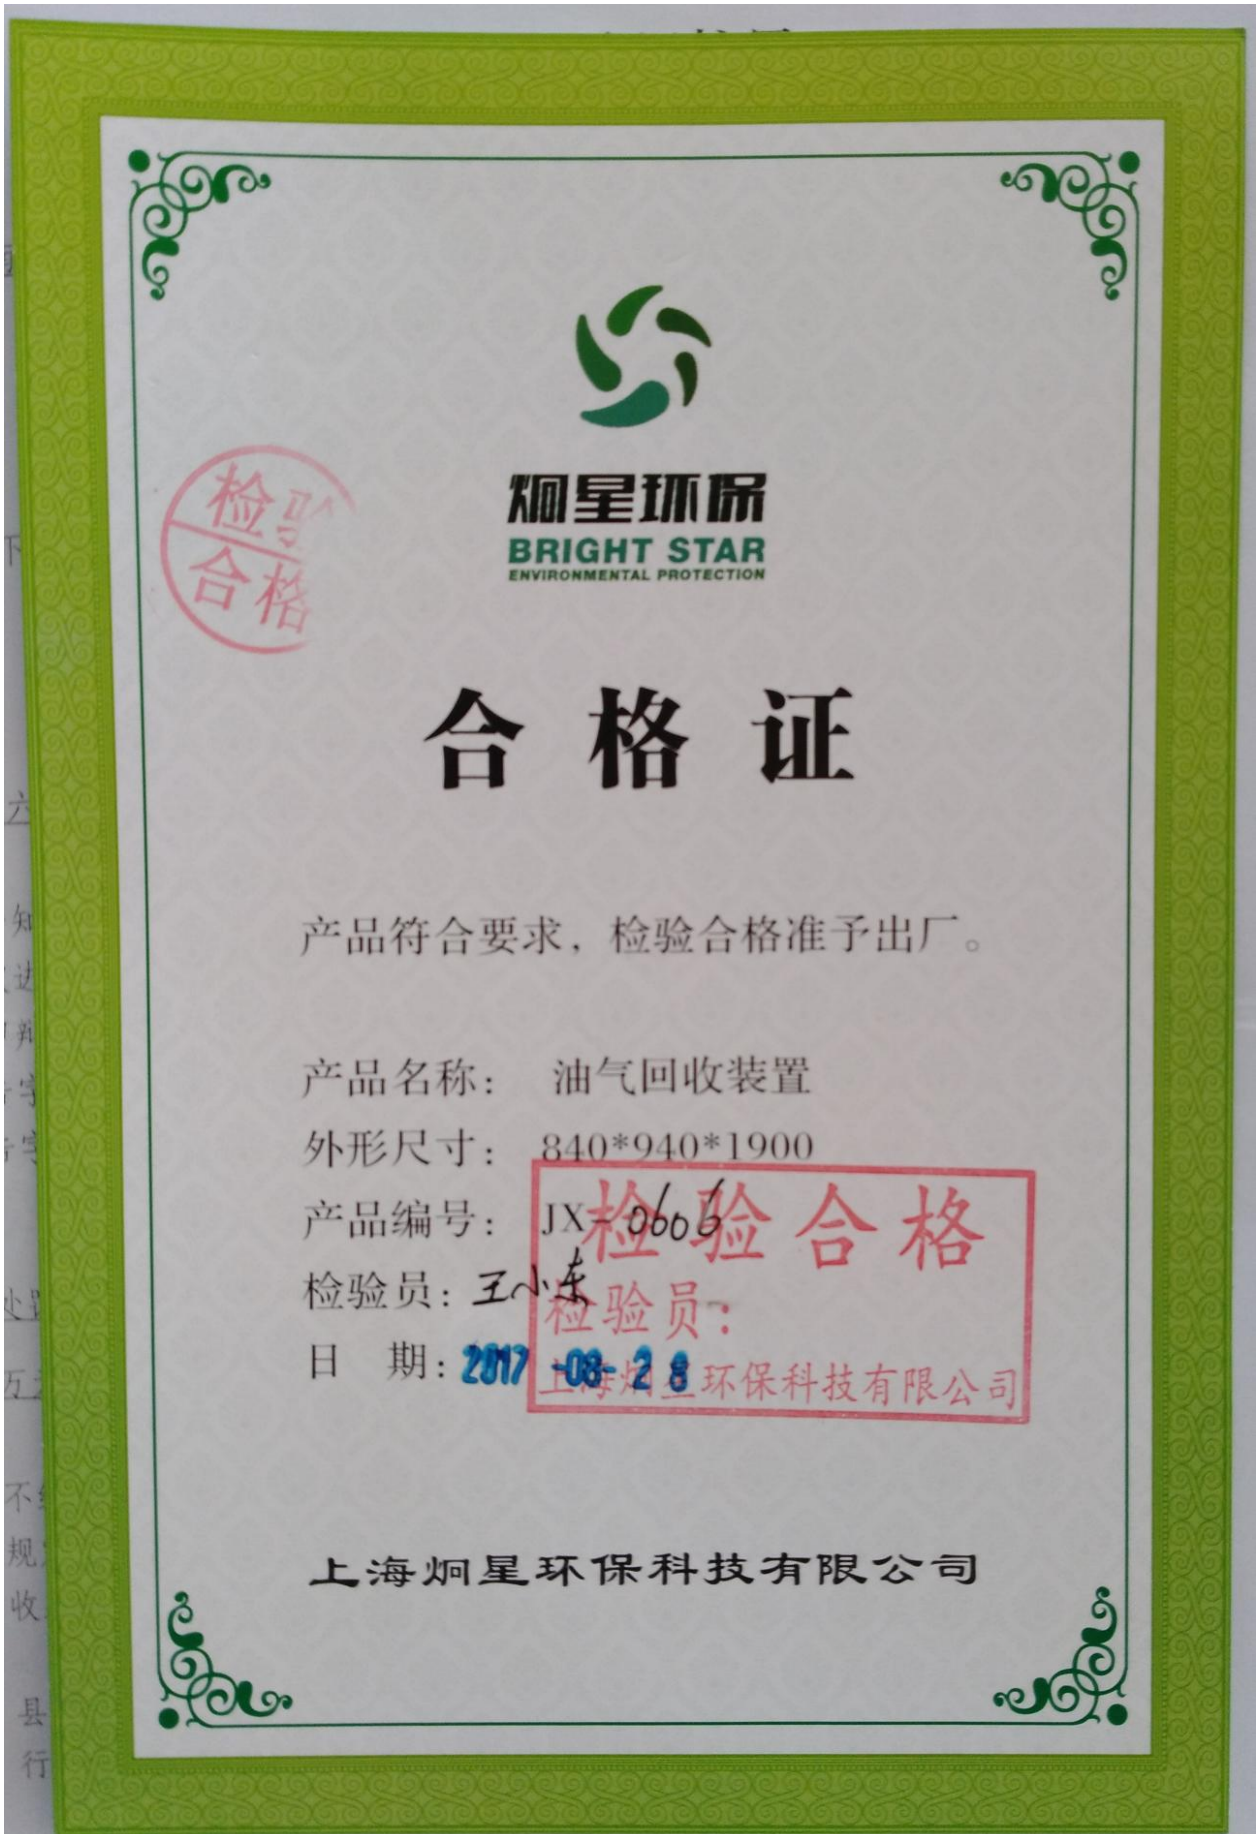 检验
合格
炯星环保
BRIGHT STAR
ENVIRONMENTAL PROTECTION
合格证
产品符合要求，检验合格准予出厂。
产品名称： 油气回收装置
外形尺寸： 840*940*1900
产品编号： JX-0606
检验员：王小东
日 期：2017-08-28
检验合格
检验员：
上海炯星环保科技有限公司
上海炯星环保科技有限公司